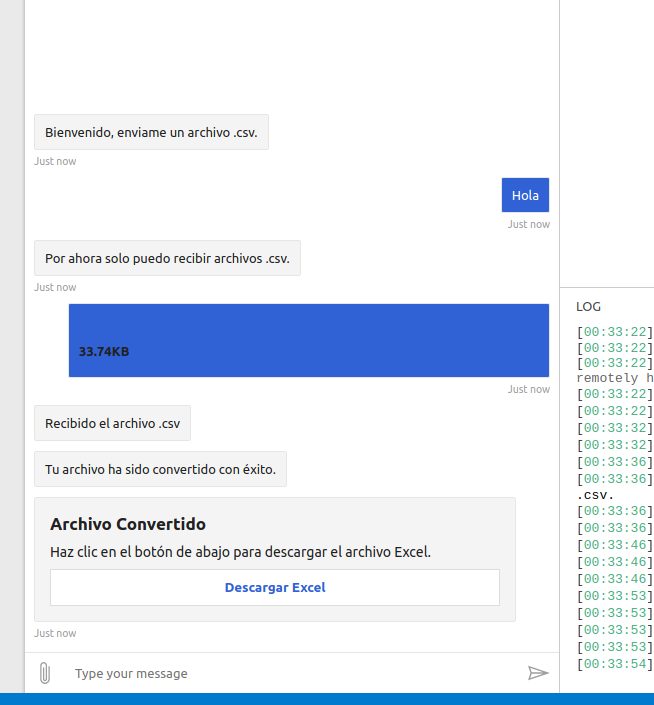 Bienvenido, enviame un archivo .csv.
Just now
Hola
Just now
Por ahora solo puedo recibir archivos .csv.
Just now
33.74KB
Just now
Recibido el archivo .csv
Tu archivo ha sido convertido con éxito.
Archivo Convertido
Haz clic en el botón de abajo para descargar el archivo Excel.
Descargar Excel
Just now
Type your message
LOG
[00:33:22]
[00:33:22]
[00:33:22]
remotely h
[00:33:22]
[00:33:22]
[00:33:32]
[00:33:32]
[00:33:36]
[00:33:36]
.csv.
[00:33:36]
[00:33:36]
[00:33:46]
[00:33:46]
[00:33:46]
[00:33:53]
[00:33:53]
[00:33:53]
[00:33:53]
[00:33:54]